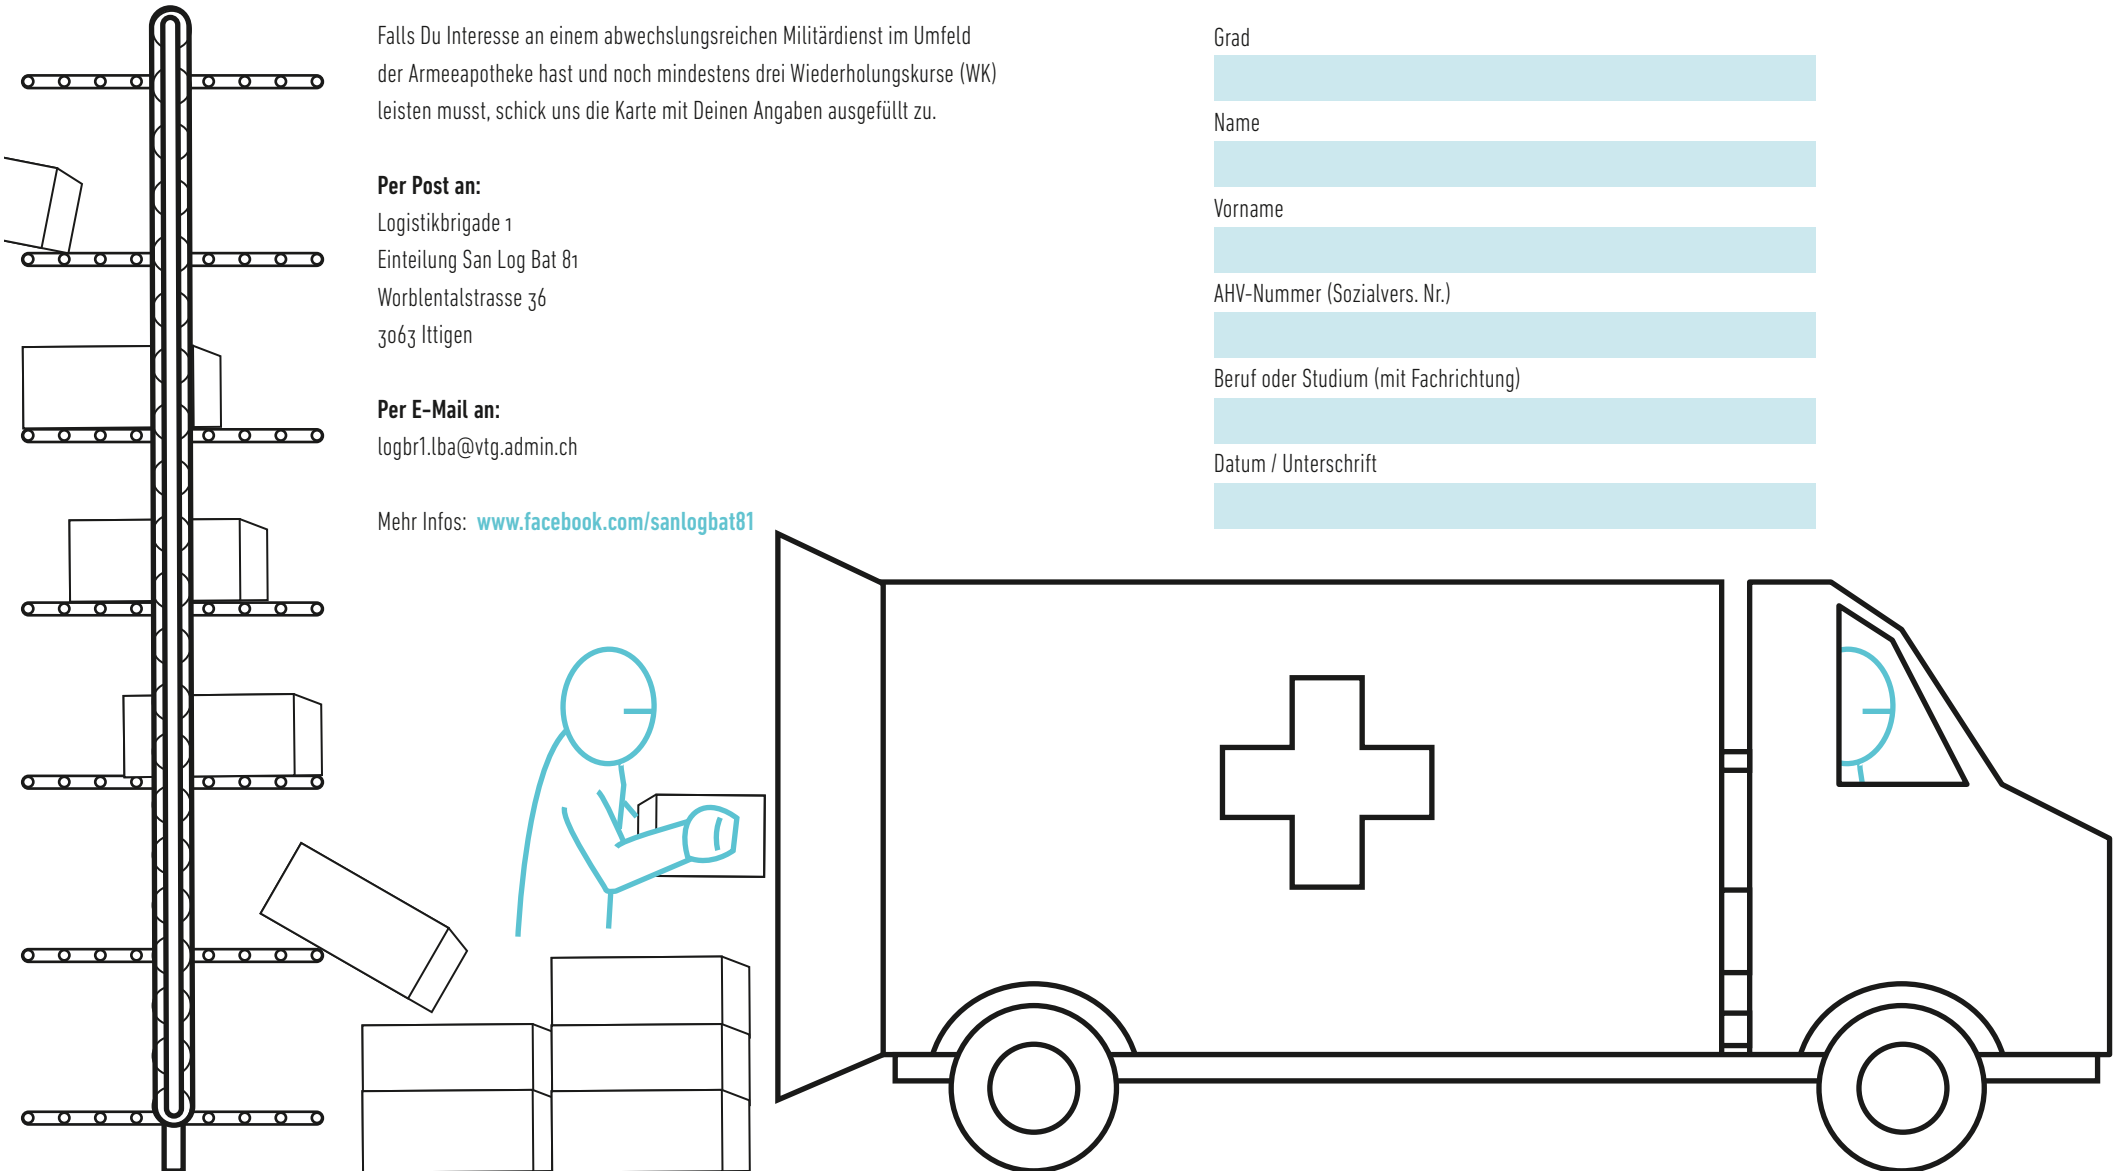 Falls Du Interesse an einem abwechslungsreichen Militärdienst im Umfeld
der Armeeapotheke hast und noch mindestens drei Wiederholungskurse (WK)
leisten musst, schick uns die Karte mit Deinen Angaben ausgefüllt zu.
Per Post an:
Logistikbrigade 1
Einteilung San Log Bat 81
Worblentalstrasse 36
3063 Ittigen
Per E-Mail an:
logbr1.lba@vtg.admin.ch
Mehr Infos: www.facebook.com/sanlogbat81
Grad
Name
Vorname
AHV-Nummer (Sozialvers. Nr.)
Beruf oder Studium (mit Fachrichtung)
Datum / Unterschrift